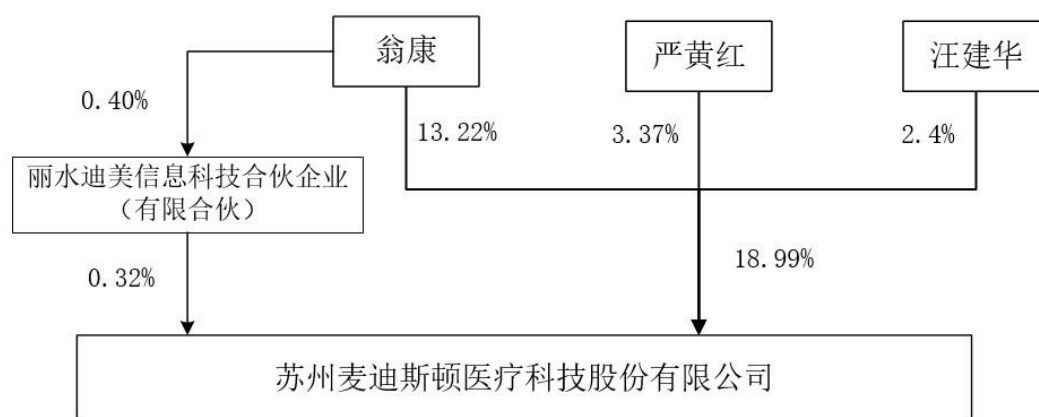 翁康
严黄红
汪建华
0.40%
13.22%
3.37%
2.4%
丽水迪美信息科技合伙企业
（有限合伙）
18.99%
0.32%
苏州麦迪斯顿医疗科技股份有限公司